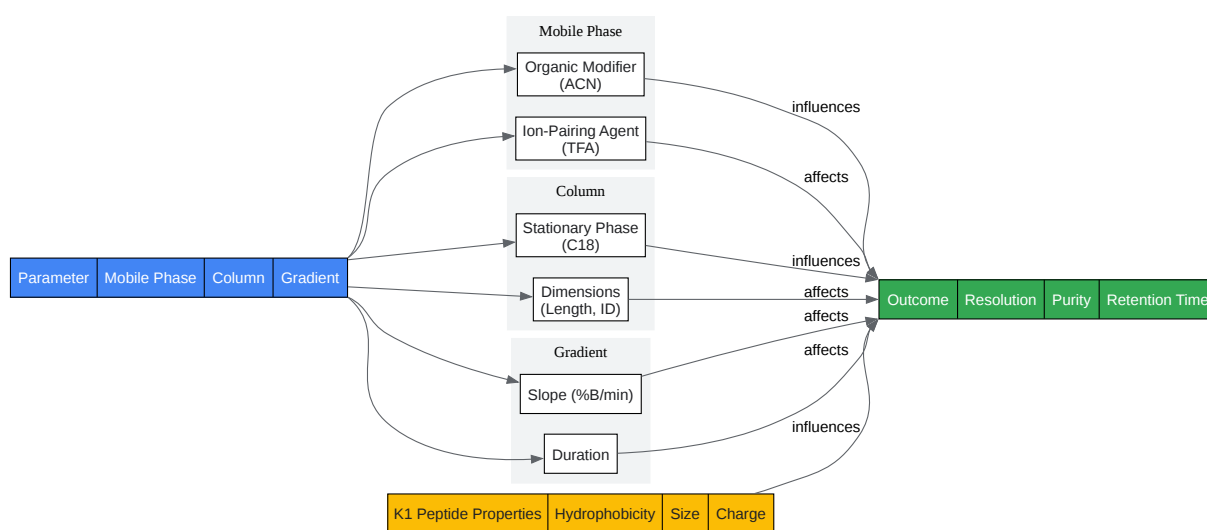 Mobile Phase
Organic Modifier
(ACN)
influences
Ion-Pairing Agent
(TFA)
affects
Column
Stationary Phase
(C18)
influences
Parameter
Mobile Phase
Column
Gradient
Dimensions
(Length, ID)
affects
Outcome
Resolution
Purity
Retention Time
affects
Gradient
affects
Slope (%B/min)
influences
Duration
K1 Peptide Properties
Hydrophobicity
Size
Charge